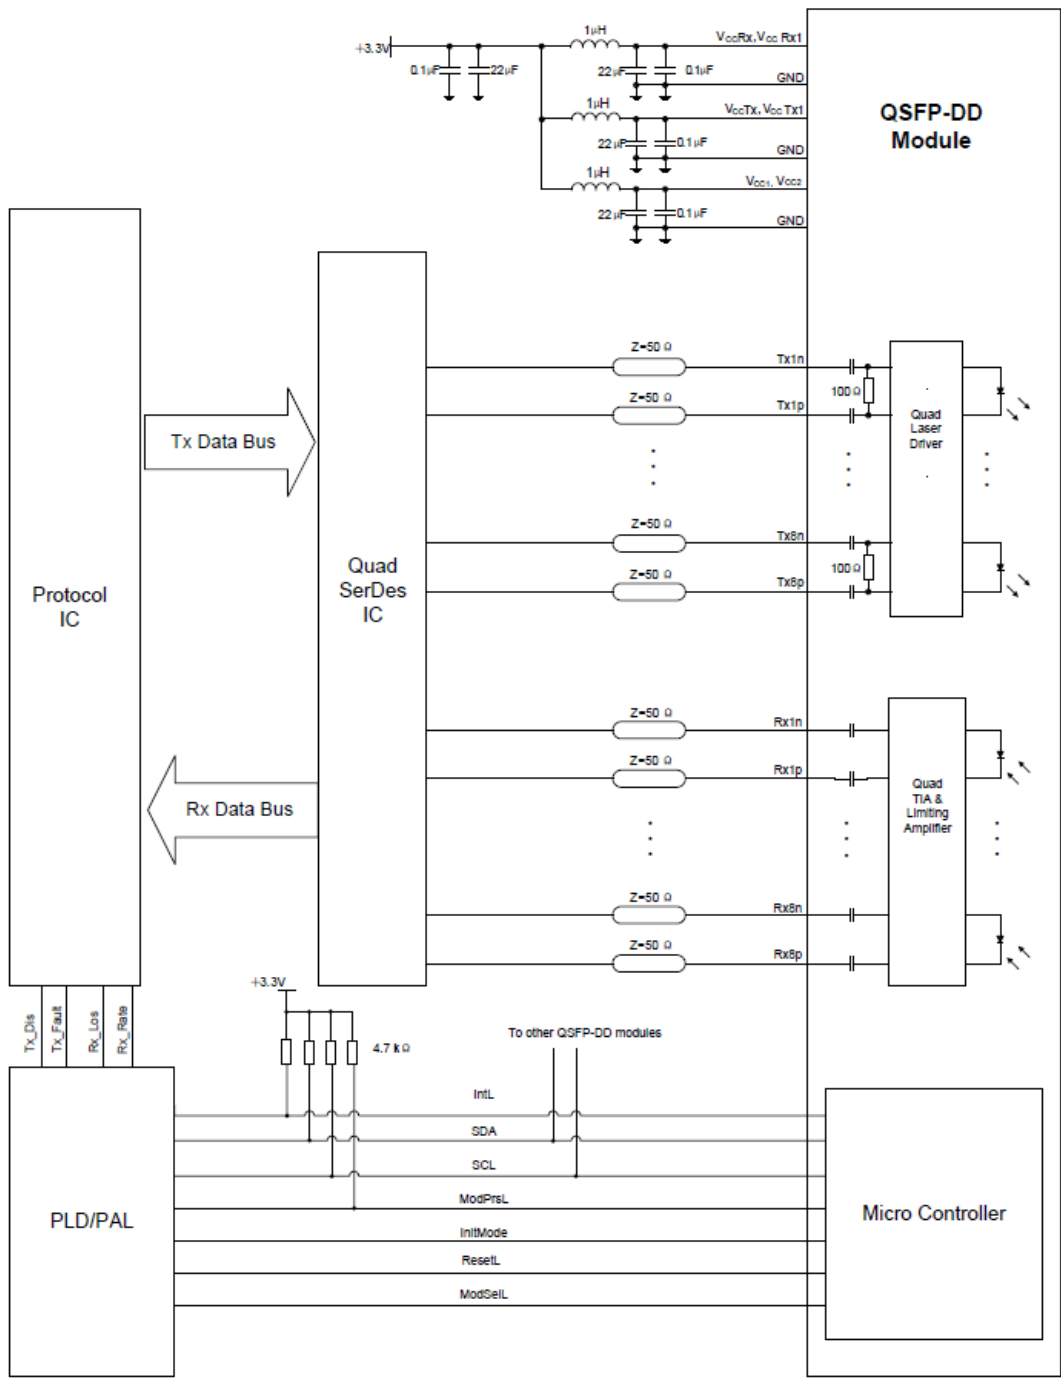 1μH
+3.3V
VccRx, Vcc Rx1
0.1μF
22μF
22μF
0.1μF
GND
1μH
VccTx, Vcc Tx1
QSFP-DD
Module
22μF
0.1μF
GND
1μH
Vcc1, Vcc2
22μF
0.1μF
GND
Z=50 Ω
Tx1n
100Ω
Z=50 Ω
Tx1p
Quad
Laser
Driver
Tx Data Bus
Z=50 Ω
Tx8n
100Ω
Z=50 Ω
Tx8p
Quad
SerDes
IC
Protocol
IC
Z=50 Ω
Rx1n
Z=50 Ω
Rx1p
Quad
TIA &
Limiting
Amplifier
Rx Data Bus
Z=50 Ω
Rx8n
Z=50 Ω
Rx8p
+3.3V
Tx_Dis
Tx_Fault
Rx_Los
Rx_Rate
4.7 kΩ
To other QSFP-DD modules
IntL
SDA
SCL
ModPrsL
PLD/PAL
Micro Controller
InitMode
ResetL
ModSelL